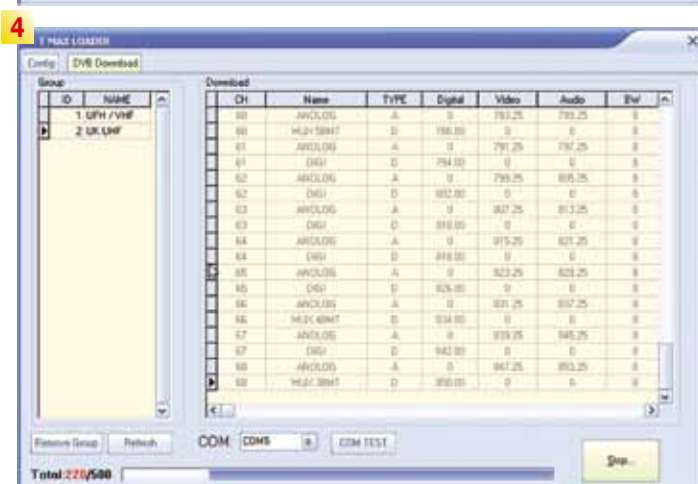 4
T MAX LOADER
Config DVB Download
Group Download
ID NAME
1 UFH / VHF
2 UK UHF
CH Name TYPE Digital Video Audio BW
60 ANOLOG A 0 783.25 789.25 8
60 D 786.00 0 0 8
61 ANOLOG A 0 791.25 797.25 8
61 DIGI D 794.00 0 0 8
62 ANOLOG A 0 799.25 805.25 8
62 DIGI D 802.00 0 0 8
63 ANOLOG A 0 807.25 813.25 8
63 DIGI D 810.00 0 0 8
64 ANOLOG A 0 815.25 821.25 8
64 DIGI D 818.00 0 0 8
65 ANOLOG A 0 823.25 829.25 8
65 DIGI D 826.00 0 0 8
66 ANOLOG A 0 831.25 837.25 8
66 D 834.00 0 0 8
67 ANOLOG A 0 839.25 845.25 8
67 DIGI D 842.00 0 0 8
68 ANOLOG A 0 847.25 853.25 8
68 D 850.00 0 0 8
Remove Group Refresh COM COM5 COM TEST
Stop...
Total:220/500